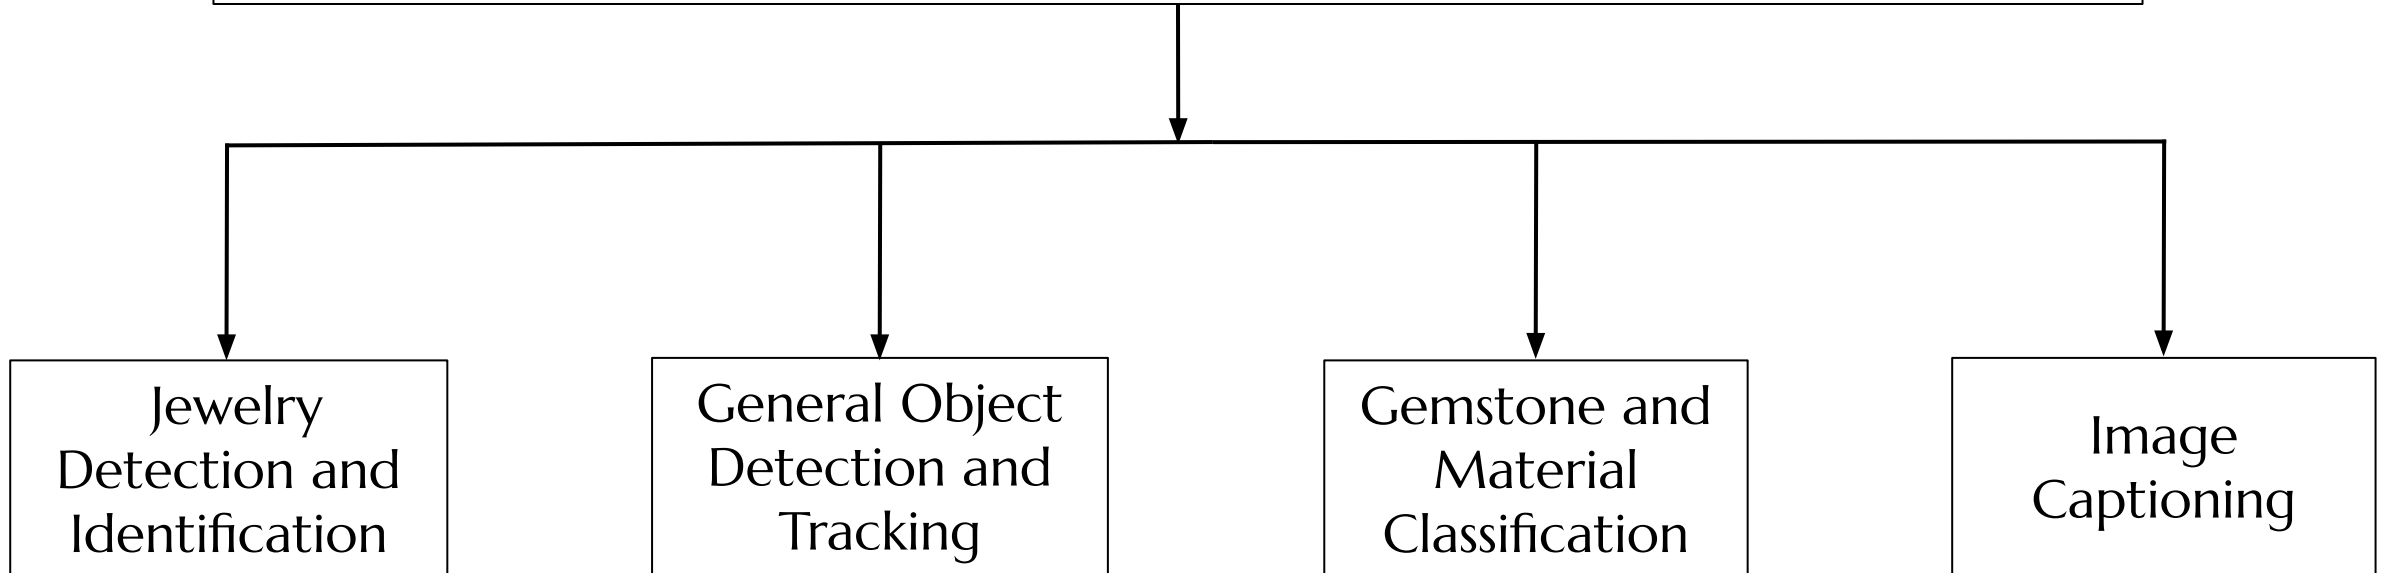 Jewelry
Detection and
Identification
General Object
Detection and
Tracking
Gemstone and
Material
Classification
Image
Captioning